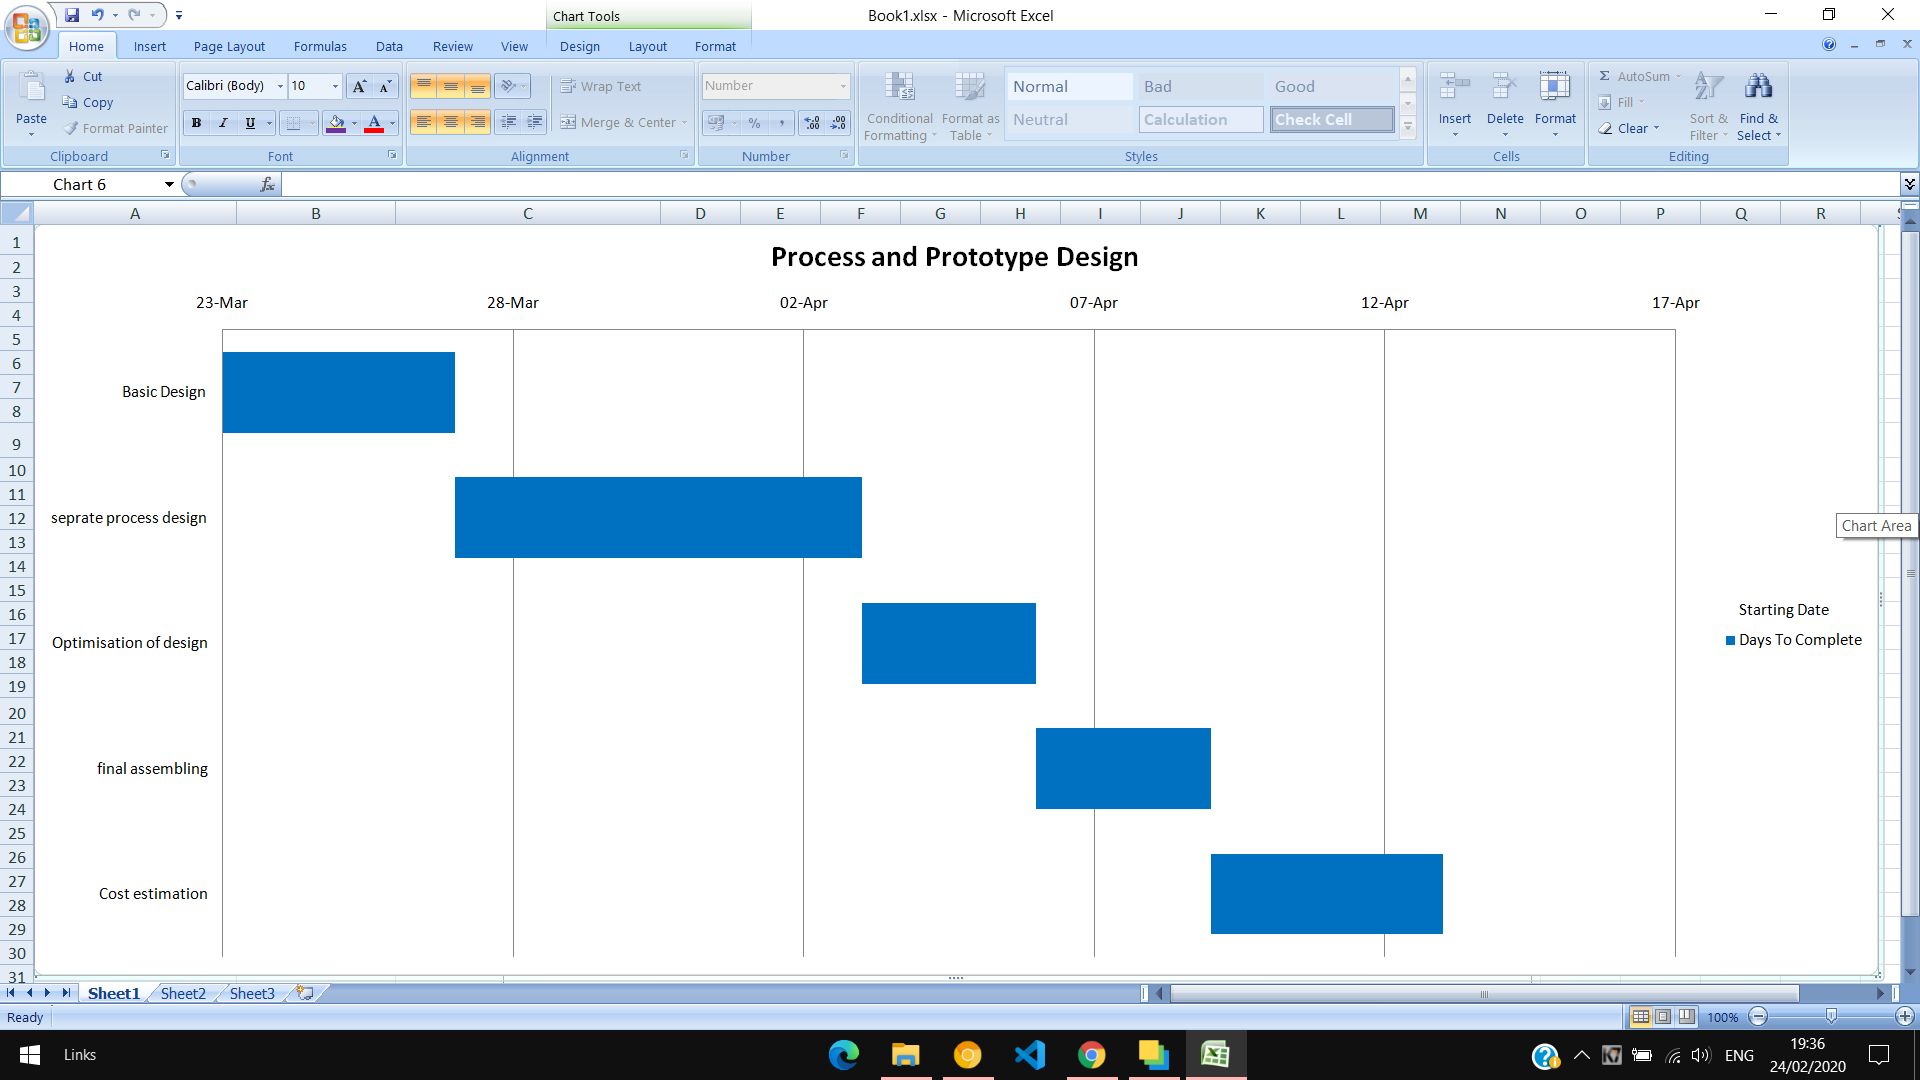 Chart Tools
Book1.xlsx - Microsoft Excel
Home Insert Page Layout Formulas Data Review View Design Layout Format
Paste
Cut
Copy
Format Painter
Clipboard
Calibri (Body) 10
B I U
Font
Wrap Text
Merge & Center
Alignment
Number
%
Number
Conditional Formatting
Format as Table
Normal Bad Good
Neutral Calculation Check Cell
Styles
Insert Delete Format
Cells
AutoSum
Fill
Clear
Sort & Filter
Find & Select
Editing
Chart 6
fx
A B C D E F G H I J K L M N O P Q R
1
2
3
4
5
6
7
8
9
10
11
12
13
14
15
16
17
18
19
20
21
22
23
24
25
26
27
28
29
30
31
Process and Prototype Design
23-Mar 28-Mar 02-Apr 07-Apr 12-Apr 17-Apr
Basic Design
seprate process design
Optimisation of design
final assembling
Cost estimation
Chart Area
Starting Date
Days To Complete
Sheet1 Sheet2 Sheet3
Ready
100%
Links
ENG
19:36
24/02/2020